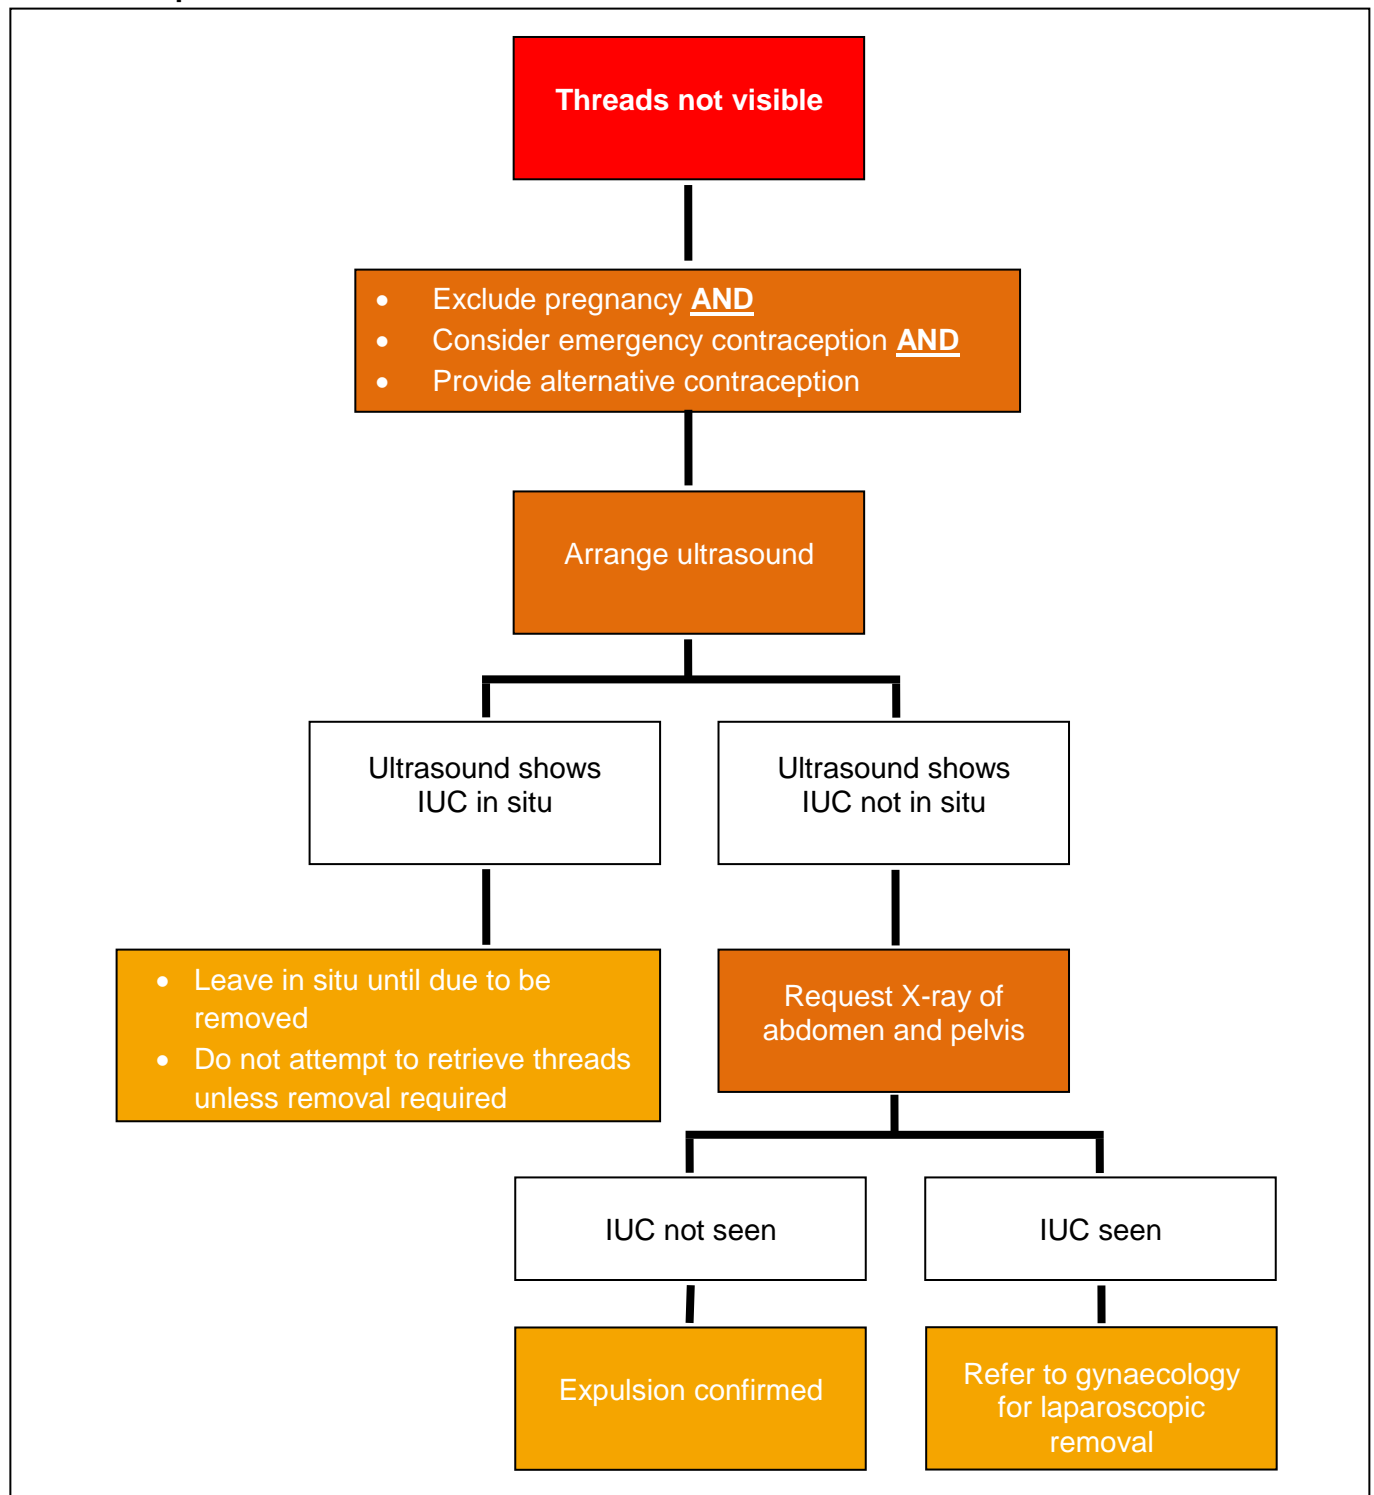 Threads not visible
• Exclude pregnancy AND
• Consider emergency contraception AND
• Provide alternative contraception
Arrange ultrasound
Ultrasound shows
IUC in situ
Ultrasound shows
IUC not in situ
• Leave in situ until due to be
removed
• Do not attempt to retrieve threads
unless removal required
Request X-ray of
abdomen and pelvis
IUC not seen
IUC seen
Expulsion confirmed
Refer to gynaecology
for laparoscopic
removal